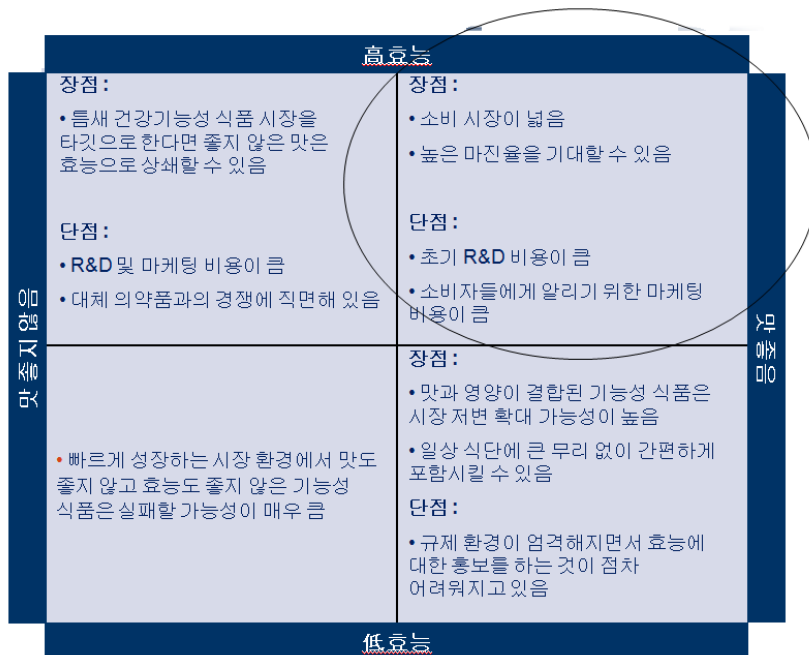 高효능
장점 :
• 틈새 건강기능성 식품 시장을
타깃으로 한다면 좋지 않은 맛은
효능으로 상쇄할 수 있음
단점 :
• R&D 및 마케팅 비용이 큼
• 대체 의약품과의 경쟁에 직면해 있음
장점 :
• 소비 시장이 넓음
• 높은 마진율을 기대할 수 있음
단점 :
• 초기 R&D 비용이 큼
• 소비자들에게 알리기 위한 마케팅
비용이 큼
맛 좋지 않음
맛 좋음
• 빠르게 성장하는 시장 환경에서 맛도
좋지 않고 효능도 좋지 않은 기능성
식품은 실패할 가능성이 매우 큼
장점 :
• 맛과 영양이 결합된 기능성 식품은
시장 저변 확대 가능성이 높음
• 일상 식단에 큰 무리 없이 간편하게
포함시킬 수 있음
단점 :
• 규제 환경이 엄격해지면서 효능에
대한 홍보를 하는 것이 점차
어려워지고 있음
低효능